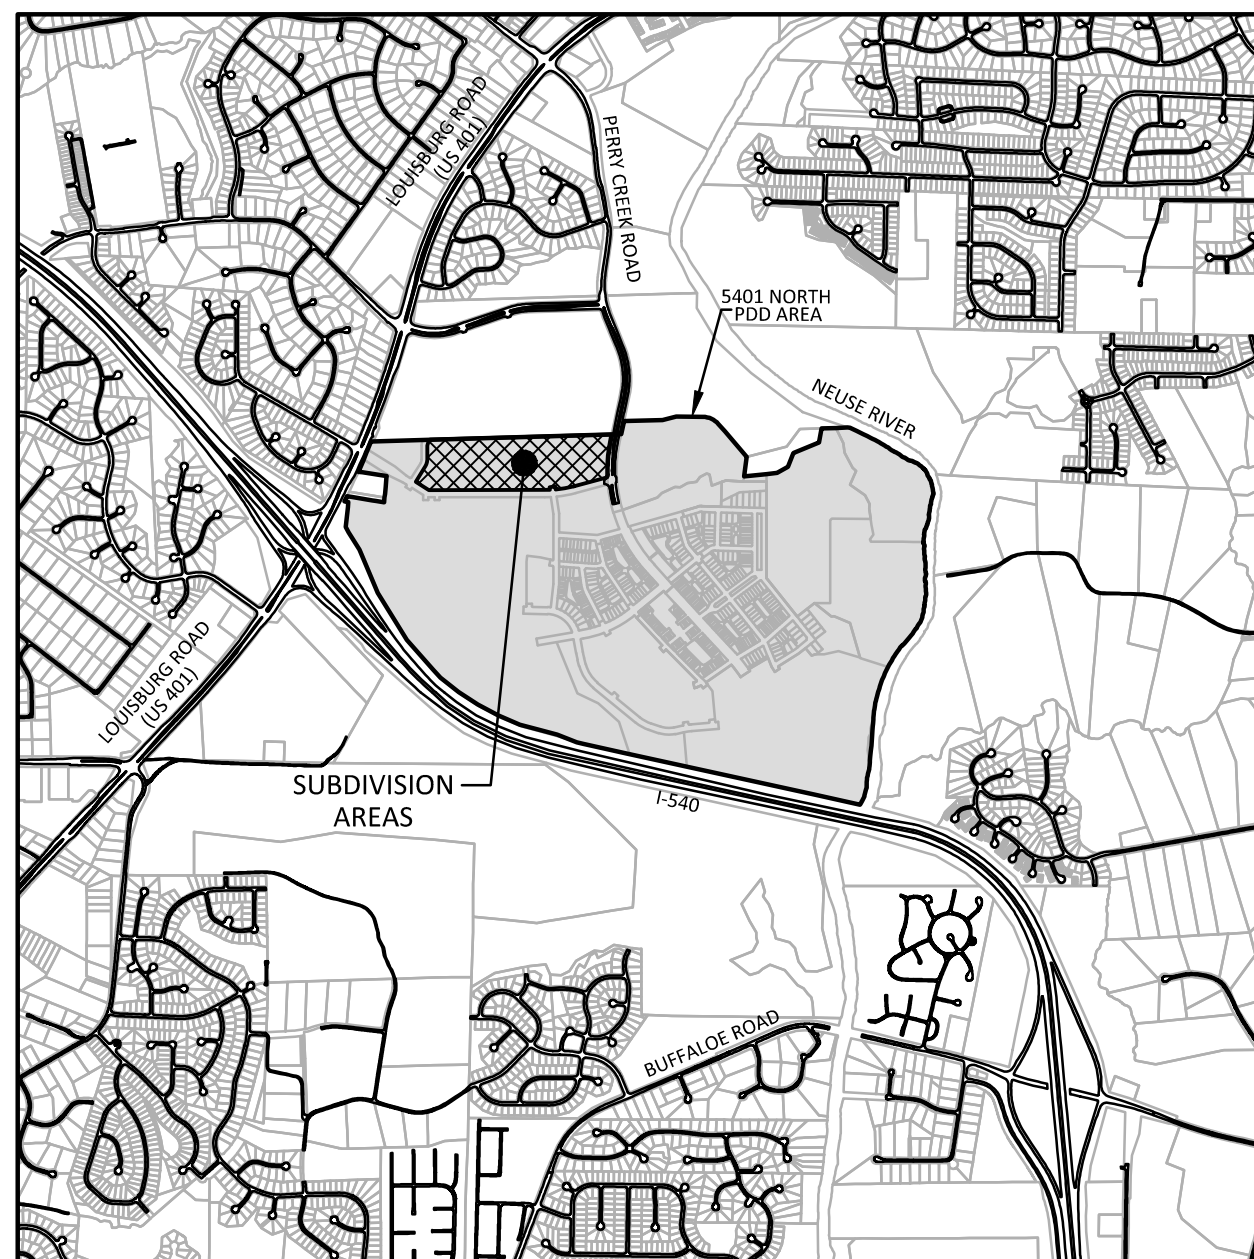 LOUISBURG ROAD
(US 401)
PERRY CREEK ROAD
5401 NORTH
PDD AREA
NEUSE RIVER
LOUISBURG ROAD
(US 401)
SUBDIVISION
AREAS
I-540
BUFFALOE ROAD